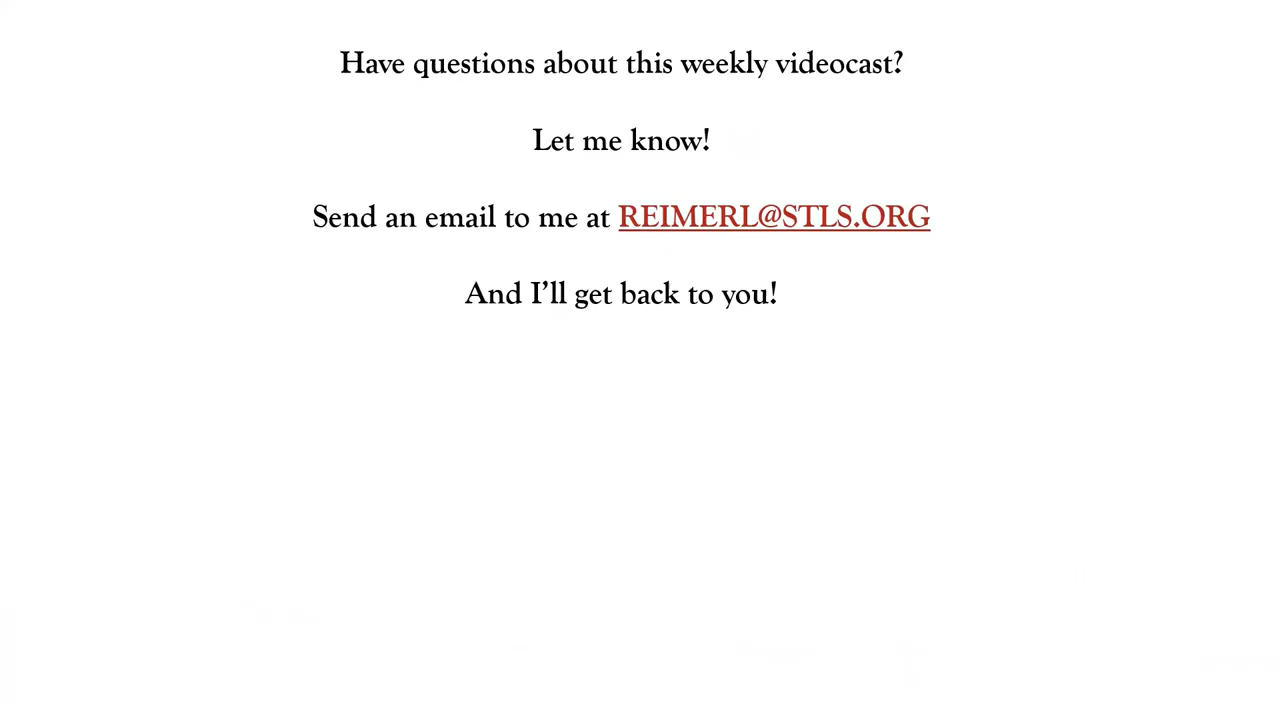 Have questions about this weekly videocast?
Let me know!
Send an email to me at REIMERL@STLS.ORG
And I’ll get back to you!